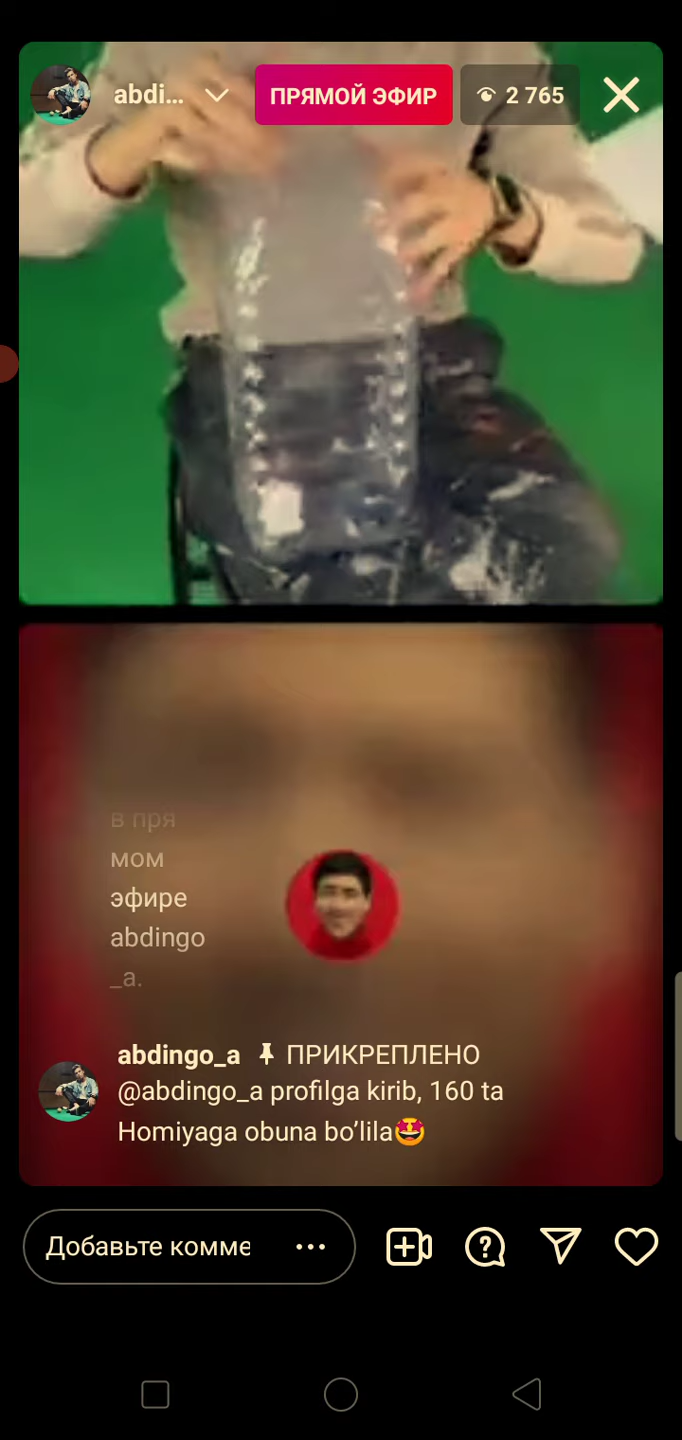 abdi...
ПРЯМОЙ ЭФИР
2 765
в пря
мом
эфире
abdingo
_a.
abdingo_a ПРИКРЕПЛЕНО
@abdingo_a profilga kirib, 160 ta
Homiyaga obuna bo’lila🤩
Добавьте комме